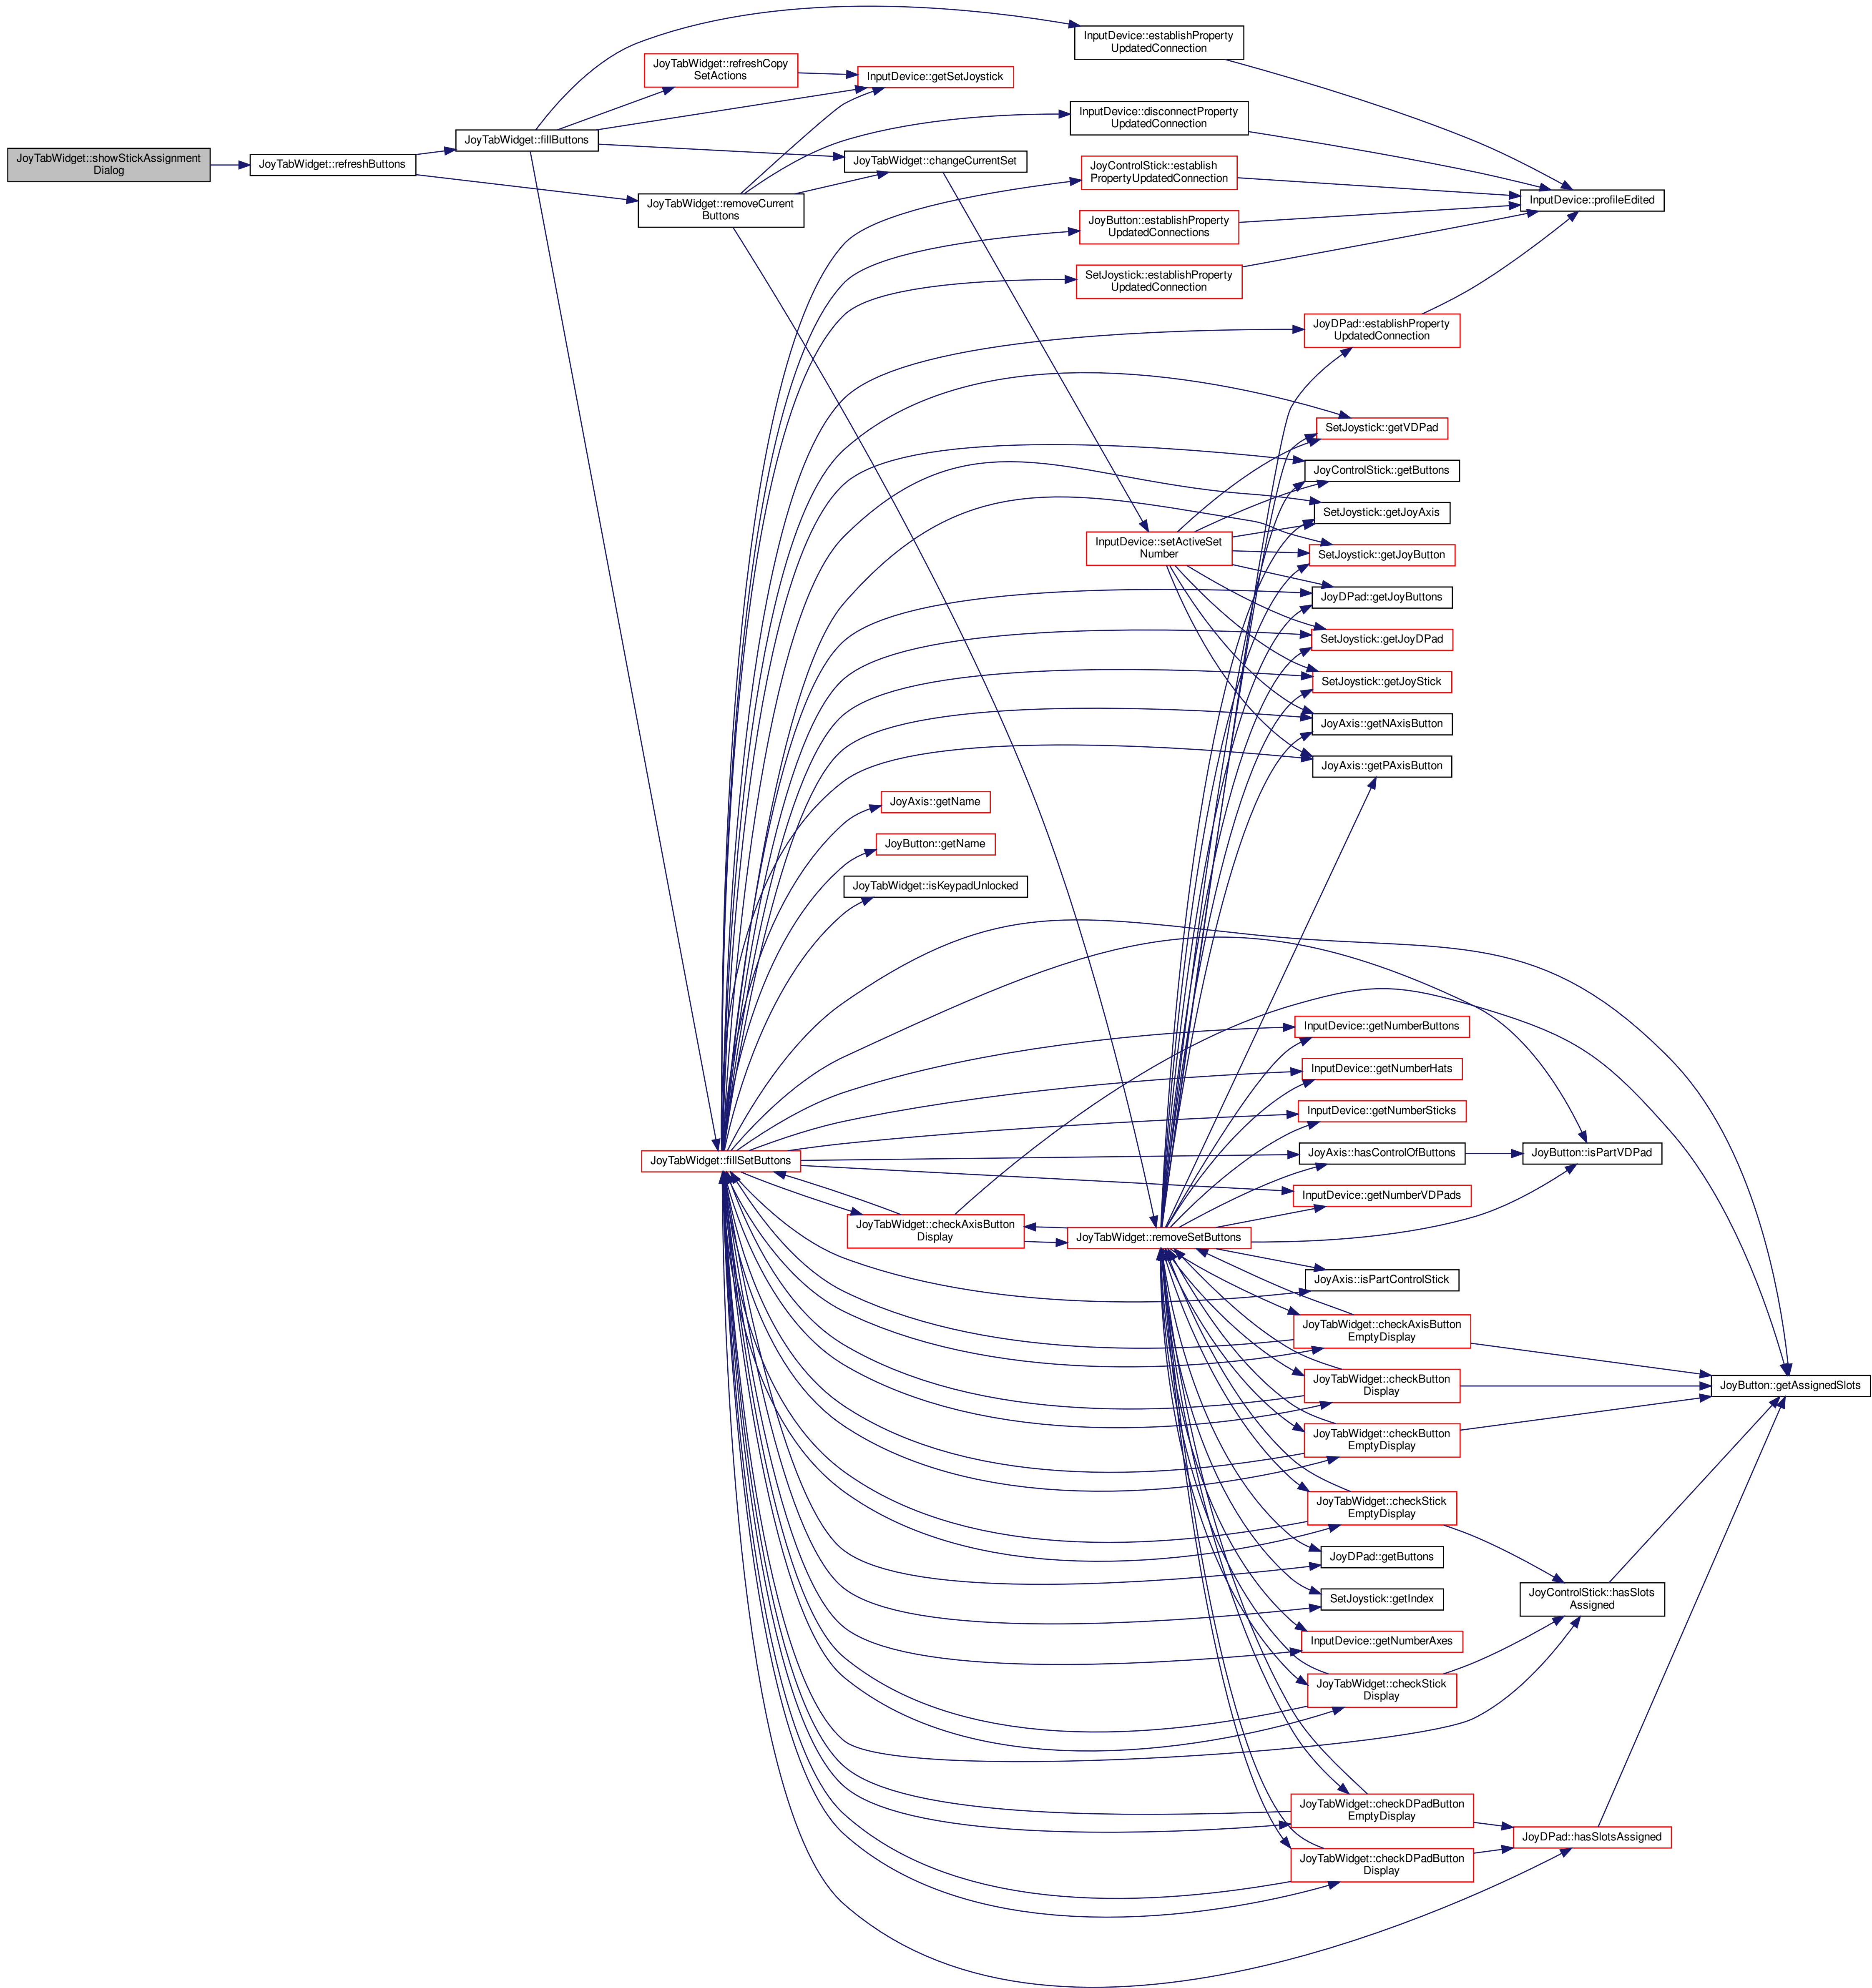 InputDevice::establishProperty
UpdatedConnection
JoyTabWidget::refreshCopy
SetActions
InputDevice::getSetJoystick
InputDevice::disconnectProperty
UpdatedConnection
JoyTabWidget::fillButtons
JoyTabWidget::showStickAssignment
Dialog
JoyTabWidget::refreshButtons
JoyTabWidget::changeCurrentSet
JoyControlStick::establish
PropertyUpdatedConnection
JoyTabWidget::removeCurrent
Buttons
InputDevice::profileEdited
JoyButton::establishProperty
UpdatedConnections
SetJoystick::establishProperty
UpdatedConnection
JoyDPad::establishProperty
UpdatedConnection
SetJoystick::getVDPad
JoyControlStick::getButtons
SetJoystick::getJoyAxis
InputDevice::setActiveSet
Number
SetJoystick::getJoyButton
JoyDPad::getJoyButtons
SetJoystick::getJoyDPad
SetJoystick::getJoyStick
JoyAxis::getNAxisButton
JoyAxis::getPAxisButton
JoyAxis::getName
JoyButton::getName
JoyTabWidget::isKeypadUnlocked
InputDevice::getNumberButtons
InputDevice::getNumberHats
InputDevice::getNumberSticks
JoyAxis::hasControlOfButtons
JoyButton::isPartVDPad
JoyTabWidget::fillSetButtons
InputDevice::getNumberVDPads
JoyTabWidget::checkAxisButton
Display
JoyTabWidget::removeSetButtons
JoyAxis::isPartControlStick
JoyTabWidget::checkAxisButton
EmptyDisplay
JoyTabWidget::checkButton
Display
JoyButton::getAssignedSlots
JoyTabWidget::checkButton
EmptyDisplay
JoyTabWidget::checkStick
EmptyDisplay
JoyDPad::getButtons
SetJoystick::getIndex
JoyControlStick::hasSlots
Assigned
InputDevice::getNumberAxes
JoyTabWidget::checkStick
Display
JoyTabWidget::checkDPadButton
EmptyDisplay
JoyDPad::hasSlotsAssigned
JoyTabWidget::checkDPadButton
Display